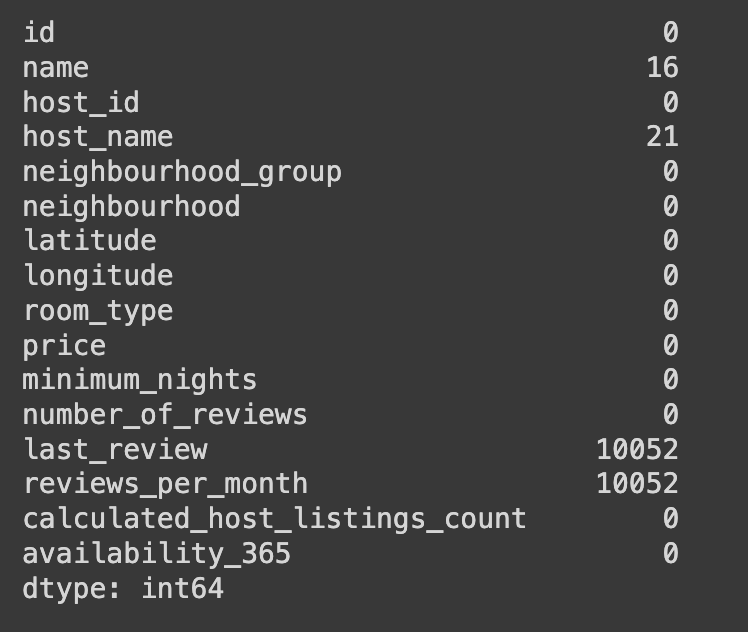 id 0
name 16
host_id 0
host_name 21
neighbourhood_group 0
neighbourhood 0
latitude 0
longitude 0
room_type 0
price 0
minimum_nights 0
number_of_reviews 0
last_review 10052
reviews_per_month 10052
calculated_host_listings_count 0
availability_365 0
dtype: int64